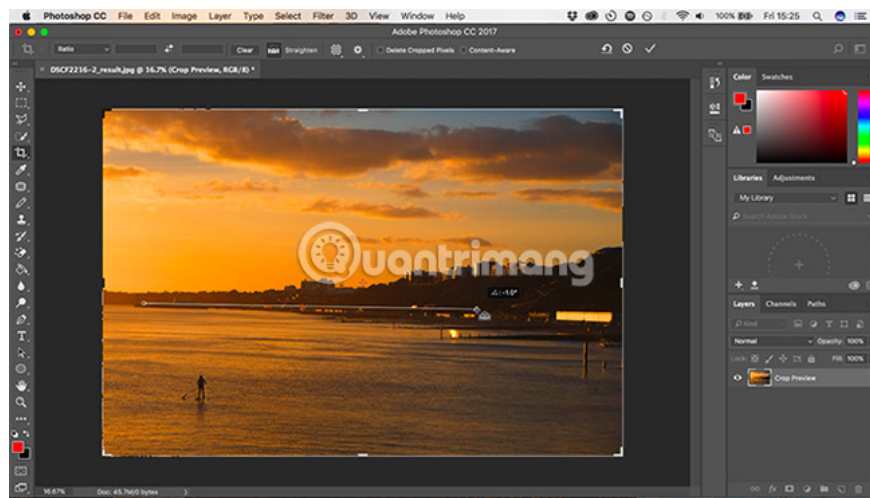 Photoshop CC File Edit Image Layer Type Select Filter 3D View Window Help 100% Fri 15:25
Adobe Photoshop CC 2017
Ratio Clear Straighten Delete Cropped Pixels Content-Aware
× DSCF2216-2_result.jpg @ 16.7% (Crop Preview, RGB/8) *
Color Swatches
Libraries Adjustments
My Library
Search Adobe Stock
Quantrimang
-1.0°
Layers Channels Paths
Kind
Normal Opacity: 100%
Lock: Fill: 100%
Crop Preview
16.67% Doc: 45.7M/0 bytes